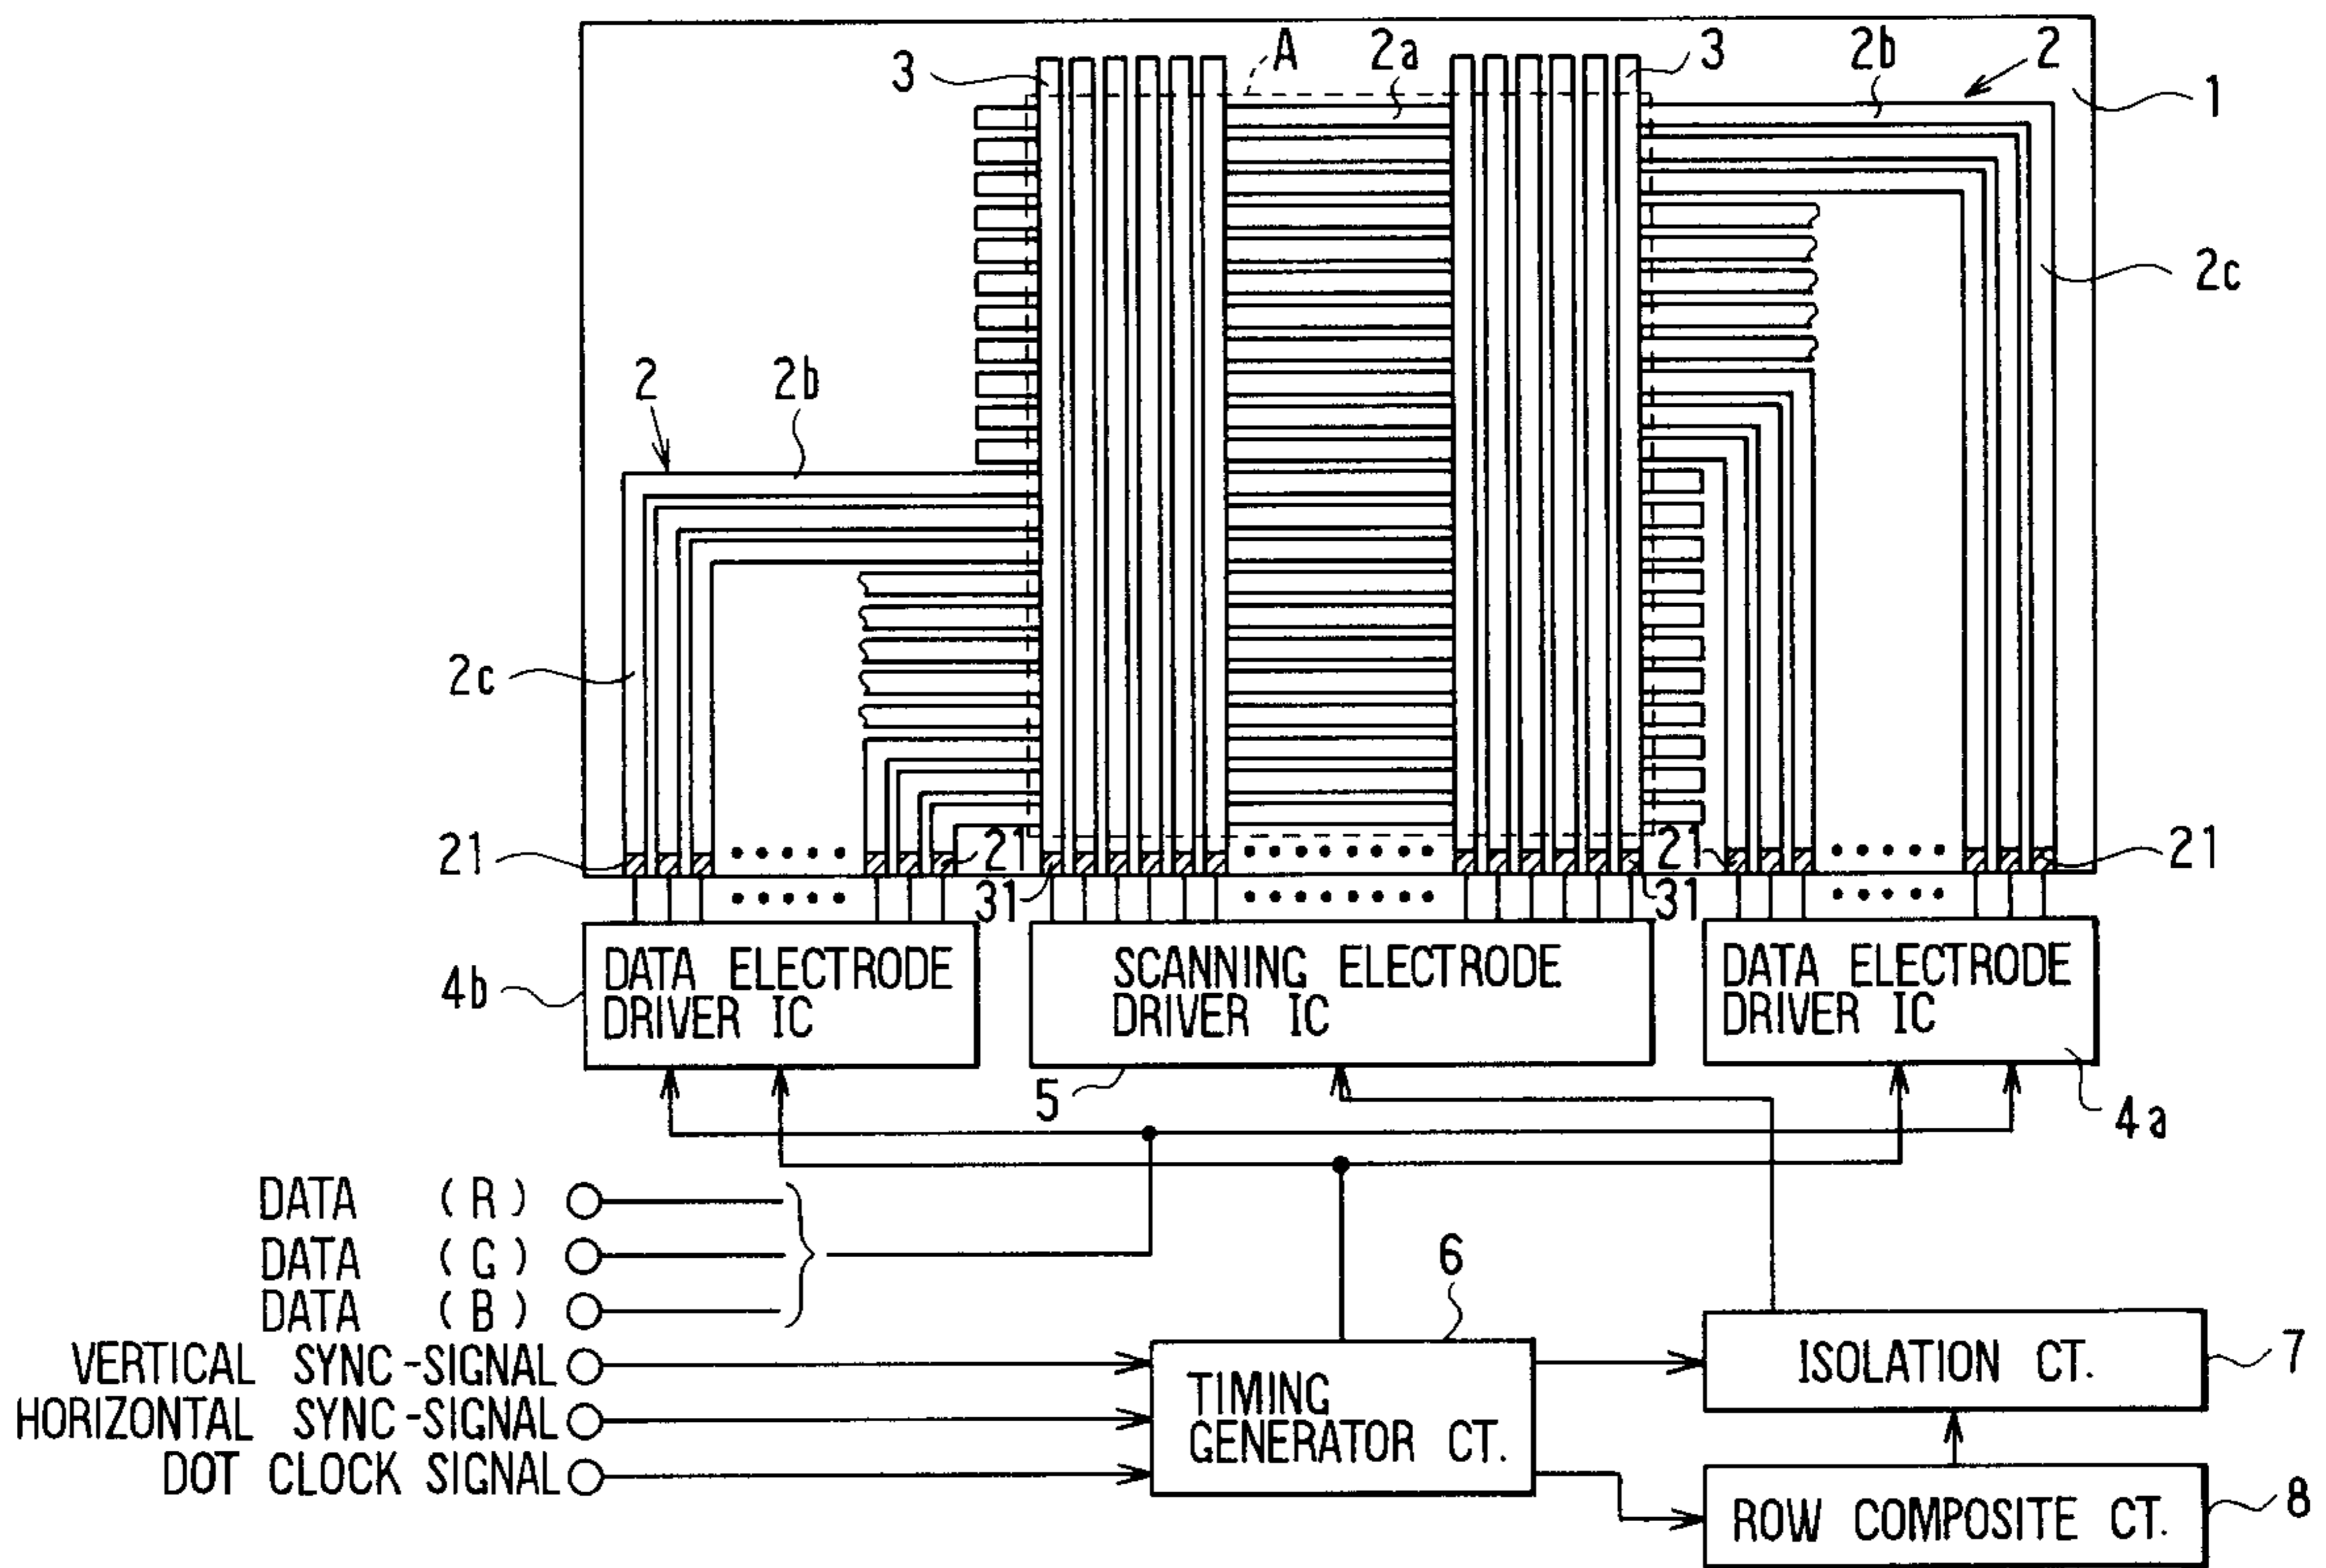 3
A
2a
3
2b
2
1
2c
2
2b
2c
21
21
31
21
31
21
4b
DATA ELECTRODE
DRIVER IC
SCANNING ELECTRODE
DRIVER IC
DATA ELECTRODE
DRIVER IC
5
4a
DATA (R)
DATA (G)
DATA (B)
VERTICAL SYNC-SIGNAL
HORIZONTAL SYNC-SIGNAL
DOT CLOCK SIGNAL
6
TIMING
GENERATOR CT.
ISOLATION CT.
7
ROW COMPOSITE CT.
8